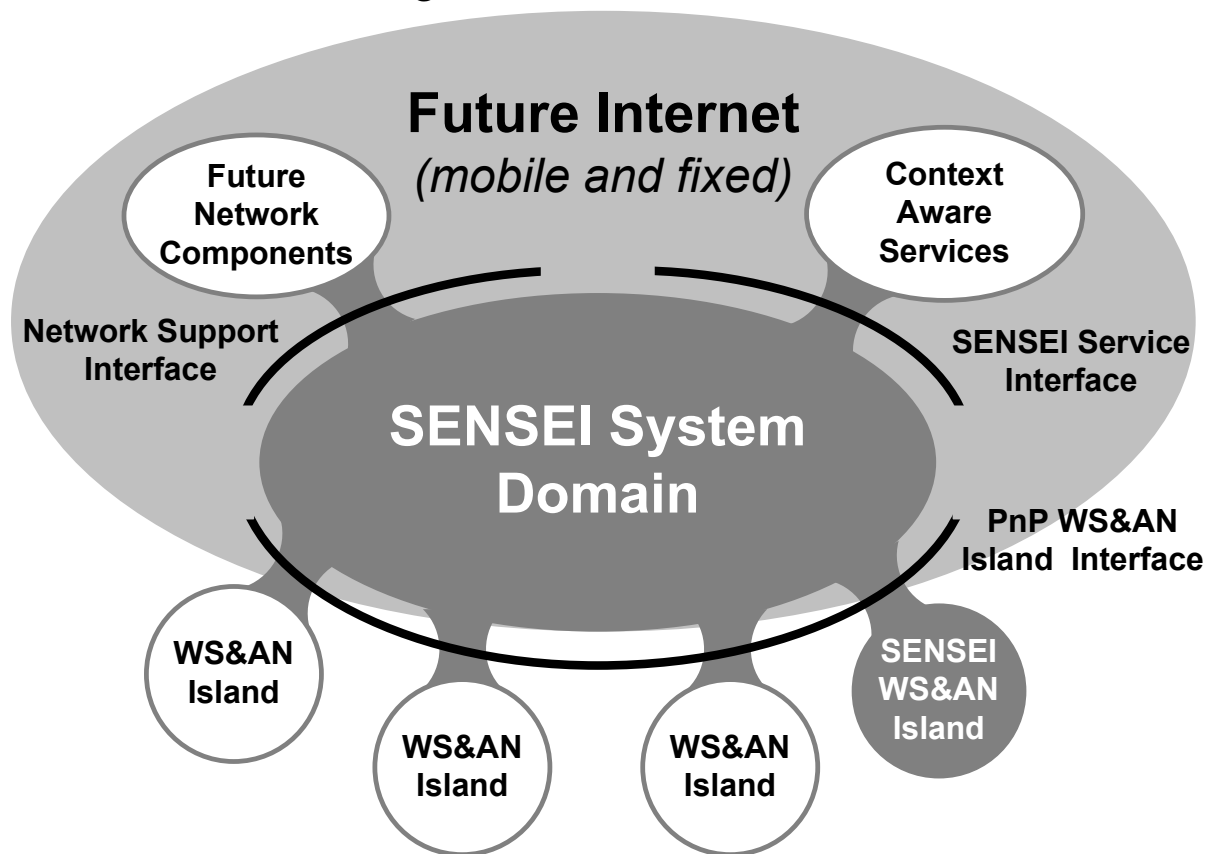 Future Internet
(mobile and fixed)
Future
Network
Components
Context
Aware
Services
Network Support
Interface
SENSEI Service
Interface
SENSEI System
Domain
PnP WS&AN
Island Interface
WS&AN
Island
WS&AN
Island
WS&AN
Island
SENSEI
WS&AN
Island